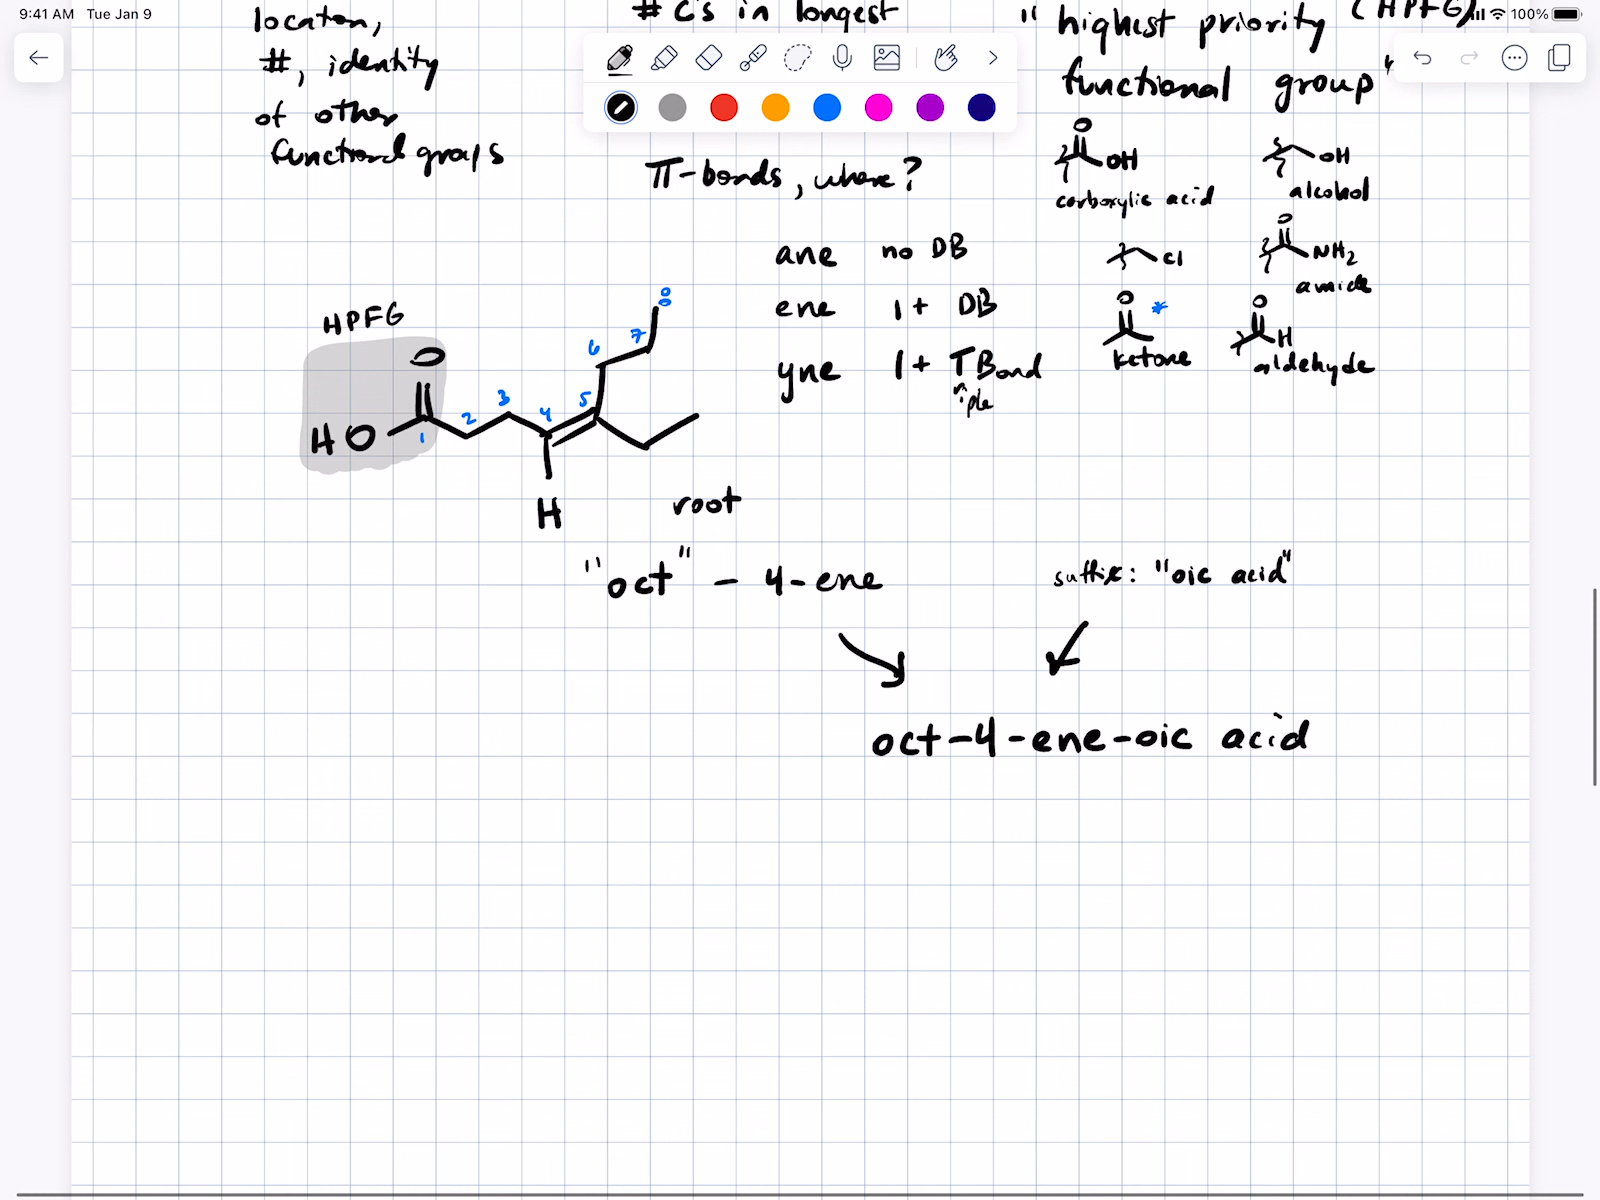 9:41 AM Tue Jan 9
100%
location,
#, identity
of other
functional groups
# C's in longest
π-bonds, where?
ane no DB
ene 1+ DB
yne 1+ TBond
riple
" highest priority (HPFG)
functional group"
O
OH
carboxylic acid
OH
alcohol
Cl
O
NH2
amide
O *
ketone
O
H
aldehyde
HPFG
O
HO
1 2 3 4 5 6 7 8
H
root
"oct" - 4-ene
suffix: "oic acid"
oct-4-ene-oic acid